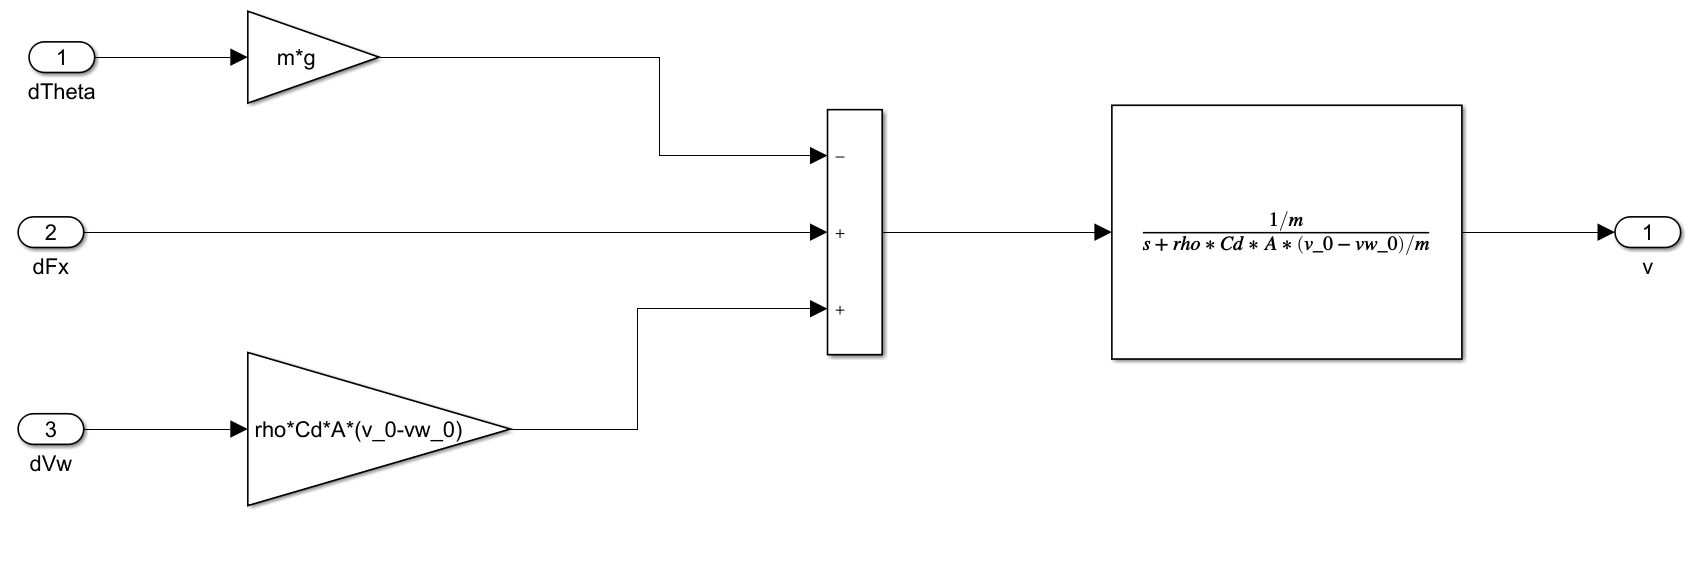 1
m*g
dTheta
−
2
+
dFx
1/m
s + rho * Cd * A * (v_0 − vw_0)/m
1
v
+
3
rho*Cd*A*(v_0-vw_0)
dVw